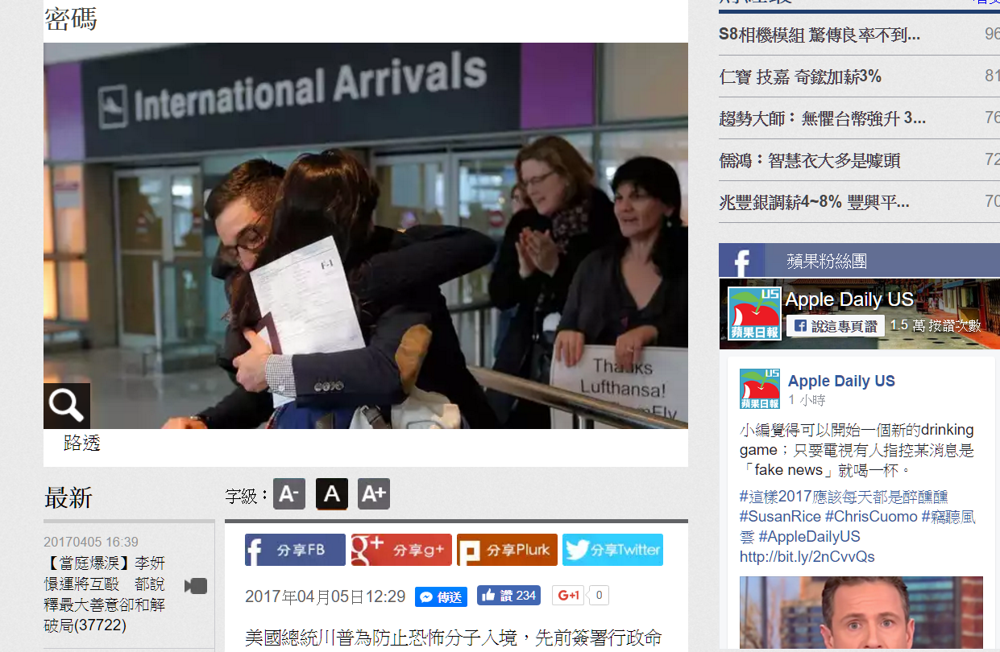 密碼
International Arrivals
F-1
Thanks
Lufthansa!
路透
最新
20170405 16:39
【當庭爆淚】李妍
憬運將互毆　都說
釋最大善意卻和解
破局(37722)
字級：A- A A+
分享FB
分享g+
分享Plurk
分享Twitter
2017年04月05日12:29
傳送
讚 234
G+1 0
美國總統川普為防止恐怖分子入境，先前簽署行政命
S8相機模組 驚傳良率不到...
仁寶 技嘉 奇鋐加薪3%
趨勢大師：無懼台幣強升 3...
儒鴻：智慧衣大多是噱頭
兆豐銀調薪4~8% 豐興平...
蘋果粉絲團
US
蘋果日報
Apple Daily US
說這專頁讚
1.5 萬 按讚次數
US
蘋果日報
Apple Daily US
1 小時
小編覺得可以開始一個新的drinking
game；只要電視有人指控某消息是
「fake news」就喝一杯。
#這樣2017應該每天都是醉醺醺
#SusanRice #ChrisCuomo #竊聽風
雲 #AppleDailyUS
http://bit.ly/2nCvvQs